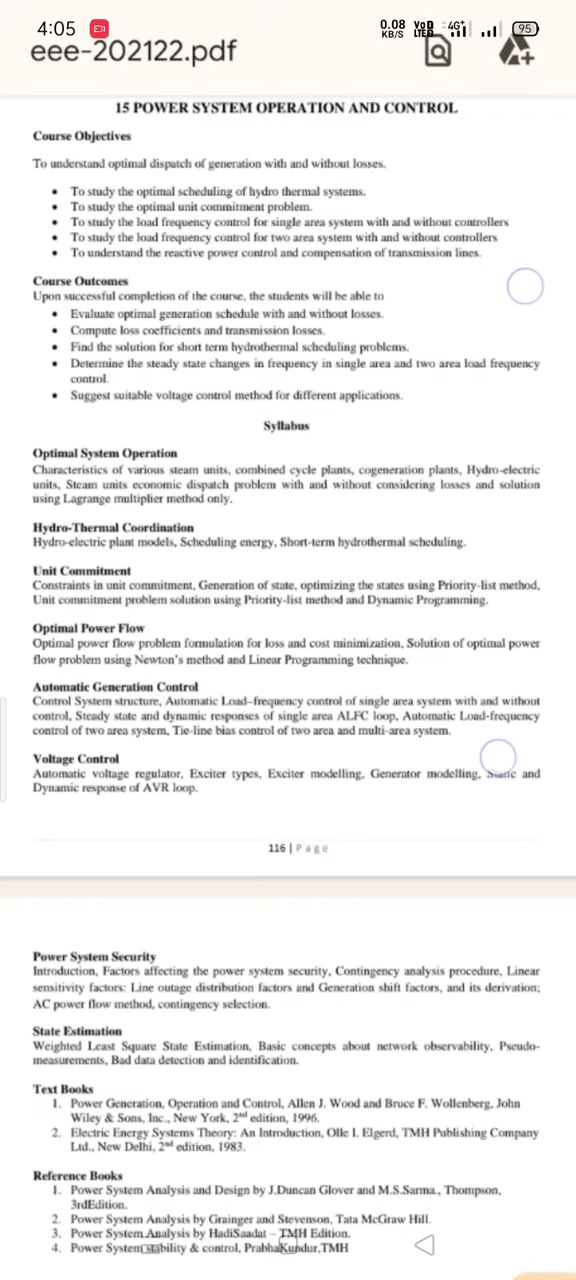 4:05
0.08 KB/S VoD LTE 4G+ 95
eee-202122.pdf
15 POWER SYSTEM OPERATION AND CONTROL
Course Objectives
To understand optimal dispatch of generation with and without losses.
• To study the optimal scheduling of hydro thermal systems.
• To study the optimal unit commitment problem.
• To study the load frequency control for single area system with and without controllers
• To study the load frequency control for two area system with and without controllers
• To understand the reactive power control and compensation of transmission lines.
Course Outcomes
Upon successful completion of the course, the students will be able to
• Evaluate optimal generation schedule with and without losses.
• Compute loss coefficients and transmission losses.
• Find the solution for short term hydrothermal scheduling problems.
• Determine the steady state changes in frequency in single area and two area load frequency
control.
• Suggest suitable voltage control method for different applications.
Syllabus
Optimal System Operation
Characteristics of various steam units, combined cycle plants, cogeneration plants, Hydro-electric
units, Steam units economic dispatch problem with and without considering losses and solution
using Lagrange multiplier method only.
Hydro-Thermal Coordination
Hydro-electric plant models, Scheduling energy, Short-term hydrothermal scheduling.
Unit Commitment
Constraints in unit commitment, Generation of state, optimizing the states using Priority-list method,
Unit commitment problem solution using Priority-list method and Dynamic Programming.
Optimal Power Flow
Optimal power flow problem formulation for loss and cost minimization, Solution of optimal power
flow problem using Newton's method and Linear Programming technique.
Automatic Generation Control
Control System structure, Automatic Load–frequency control of single area system with and without
control, Steady state and dynamic responses of single area ALFC loop, Automatic Load-frequency
control of two area system, Tie-line bias control of two area and multi-area system.
Voltage Control
Automatic voltage regulator, Exciter types, Exciter modelling, Generator modelling, Static and
Dynamic response of AVR loop.
116 | Page
Power System Security
Introduction, Factors affecting the power system security, Contingency analysis procedure, Linear
sensitivity factors: Line outage distribution factors and Generation shift factors, and its derivation;
AC power flow method, contingency selection.
State Estimation
Weighted Least Square State Estimation, Basic concepts about network observability, Pseudo-
measurements, Bad data detection and identification.
Text Books
1. Power Generation, Operation and Control, Allen J. Wood and Bruce F. Wollenberg, John
Wiley & Sons, Inc., New York, 2nd edition, 1996.
2. Electric Energy Systems Theory: An Introduction, Olle I. Elgerd, TMH Publishing Company
Ltd., New Delhi, 2nd edition, 1983.
Reference Books
1. Power System Analysis and Design by J.Duncan Glover and M.S.Sarma., Thompson,
3rdEdition.
2. Power System Analysis by Grainger and Stevenson, Tata McGraw Hill.
3. Power System Analysis by HadiSaadat – TMH Edition.
4. Power System stability & control, PrabhaKundur,TMH